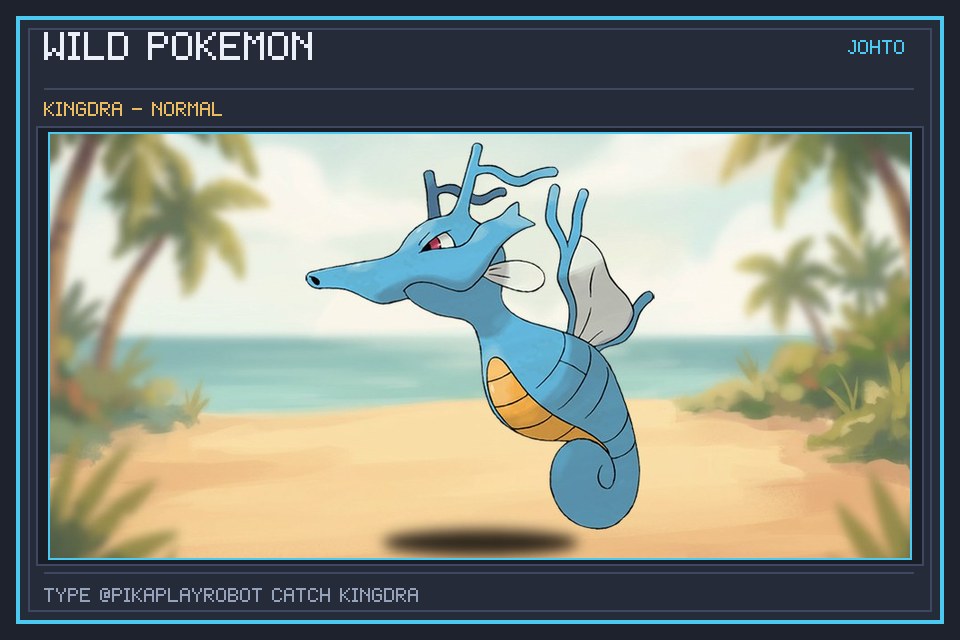 WILD POKEMON
JOHTO
KINGDRA - NORMAL
TYPE @PIKAPLAYROBOT CATCH KINGDRA